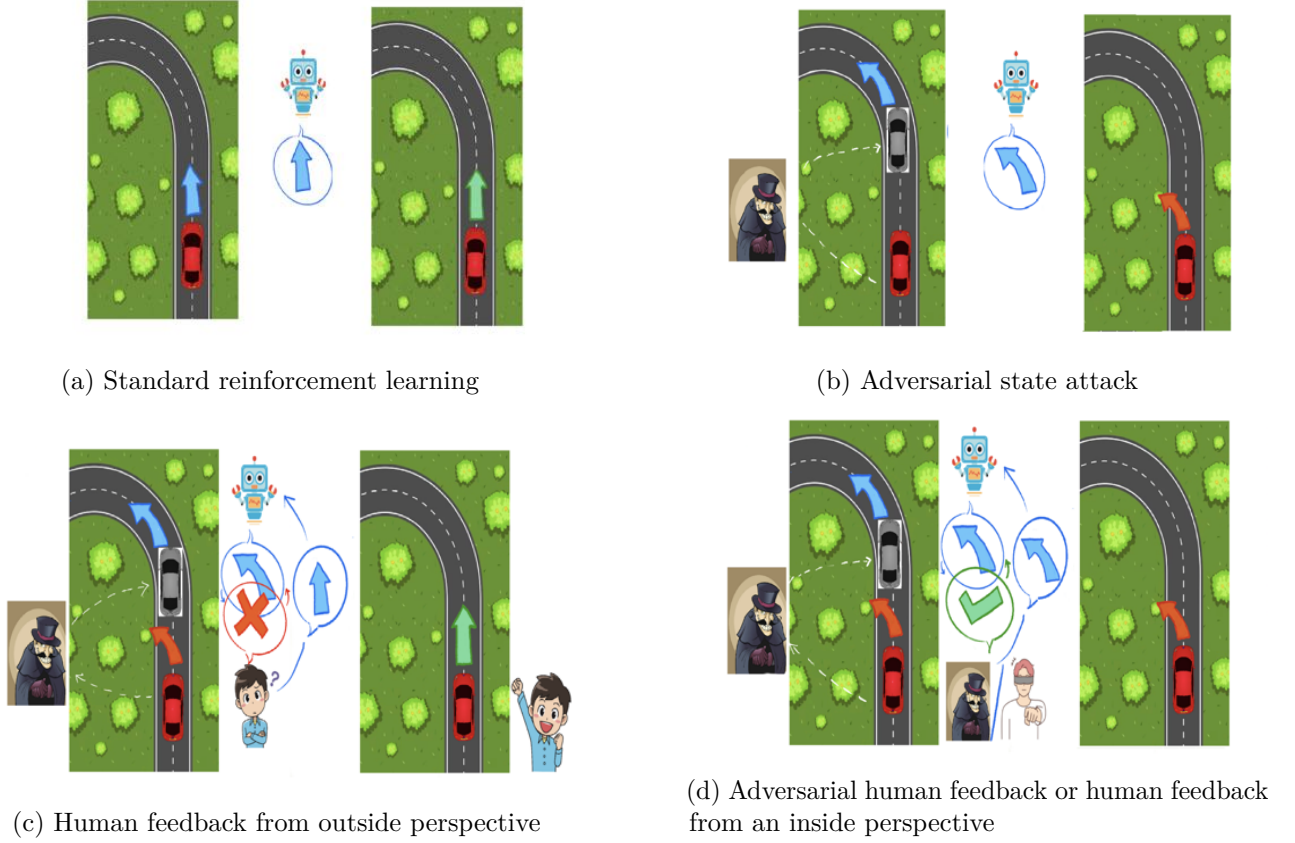 (a) Standard reinforcement learning
(b) Adversarial state attack
?
(c) Human feedback from outside perspective
(d) Adversarial human feedback or human feedback
from an inside perspective